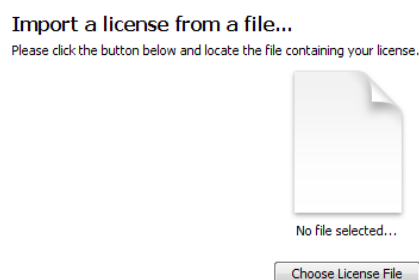 Import a license from a file...
Please click the button below and locate the file containing your license.
No file selected...
Choose License File